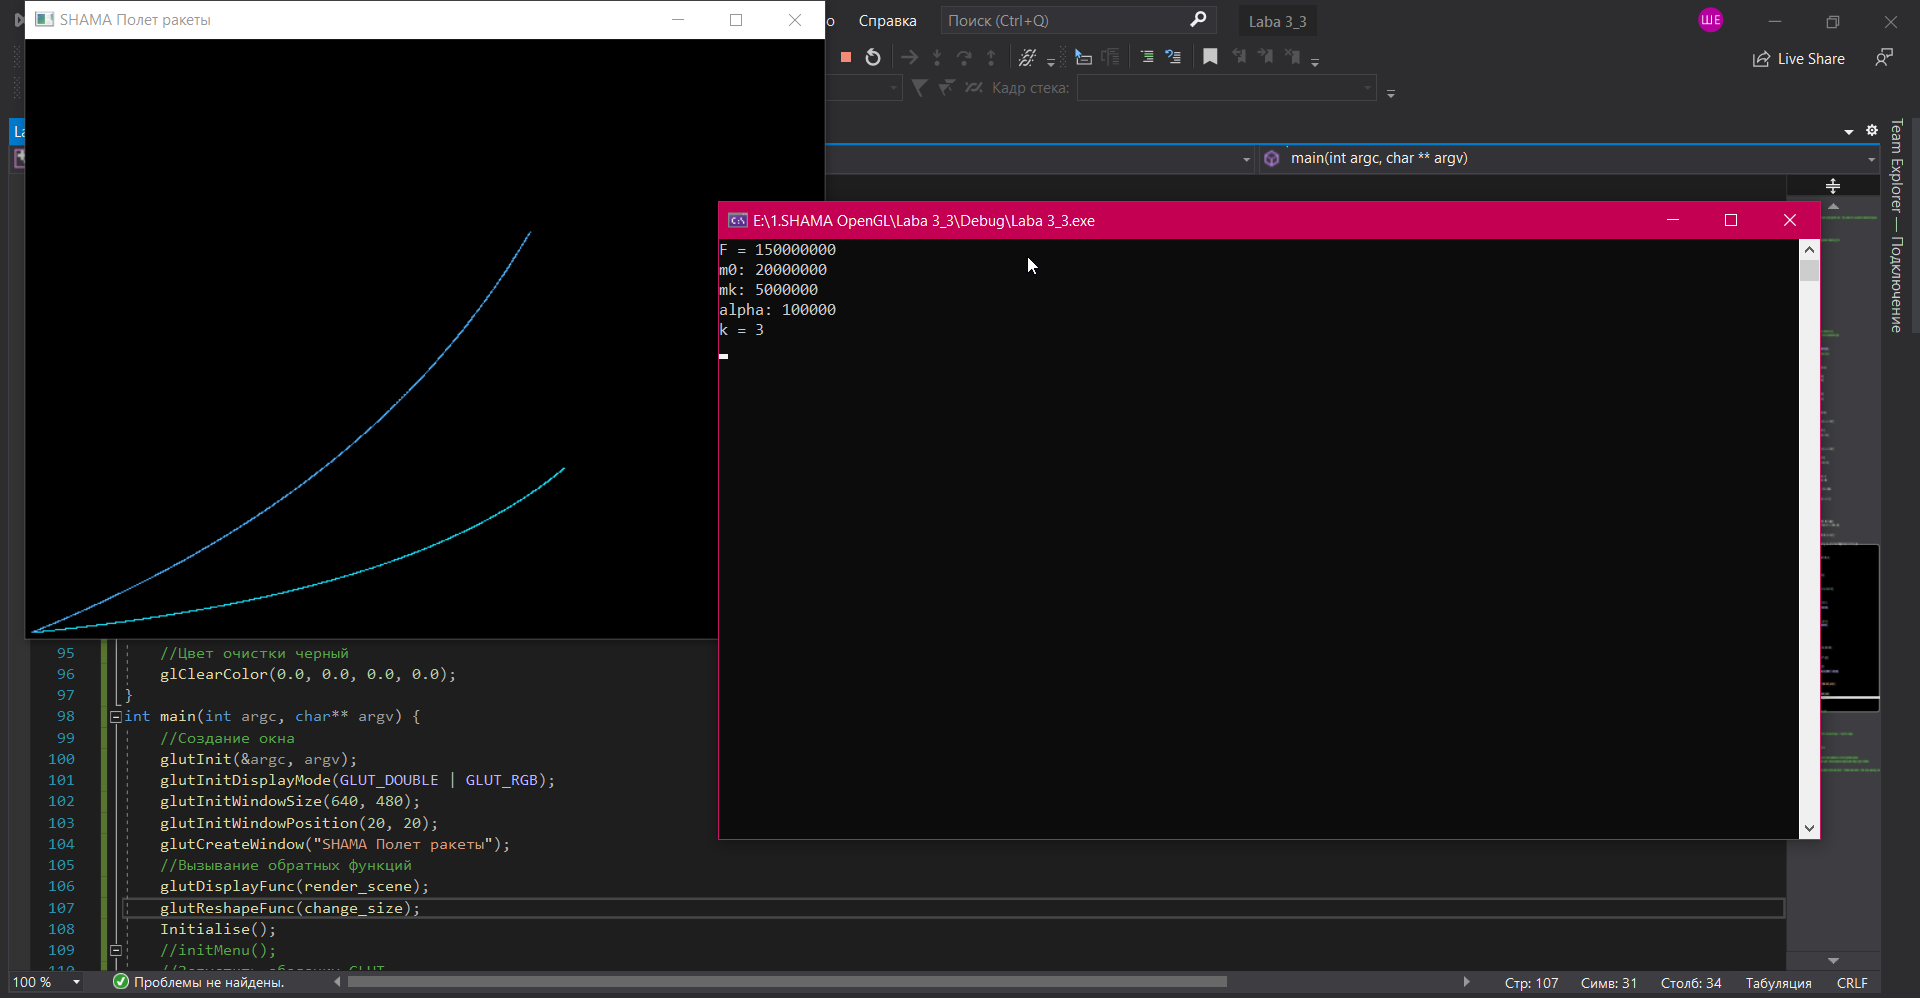 SHAMA Полет ракеты
о Справка Поиск (Ctrl+Q) Laba 3_3 ШЕ
Live Share
Кадр стека:
La
main(int argc, char ** argv)
Team Explorer — Подключение
E:\1.SHAMA OpenGL\Laba 3_3\Debug\Laba 3_3.exe
F = 150000000
m0: 20000000
mk: 5000000
alpha: 100000
k = 3
95 //Цвет очистки черный
96 glClearColor(0.0, 0.0, 0.0, 0.0);
97 }
98 int main(int argc, char** argv) {
99 //Создание окна
100 glutInit(&argc, argv);
101 glutInitDisplayMode(GLUT_DOUBLE | GLUT_RGB);
102 glutInitWindowSize(640, 480);
103 glutInitWindowPosition(20, 20);
104 glutCreateWindow("SHAMA Полет ракеты");
105 //Вызывание обратных функций
106 glutDisplayFunc(render_scene);
107 glutReshapeFunc(change_size);
108 Initialise();
109 //initMenu();
110
100 % Проблемы не найдены. Стр: 107 Симв: 31 Столб: 34 Табуляция CRLF